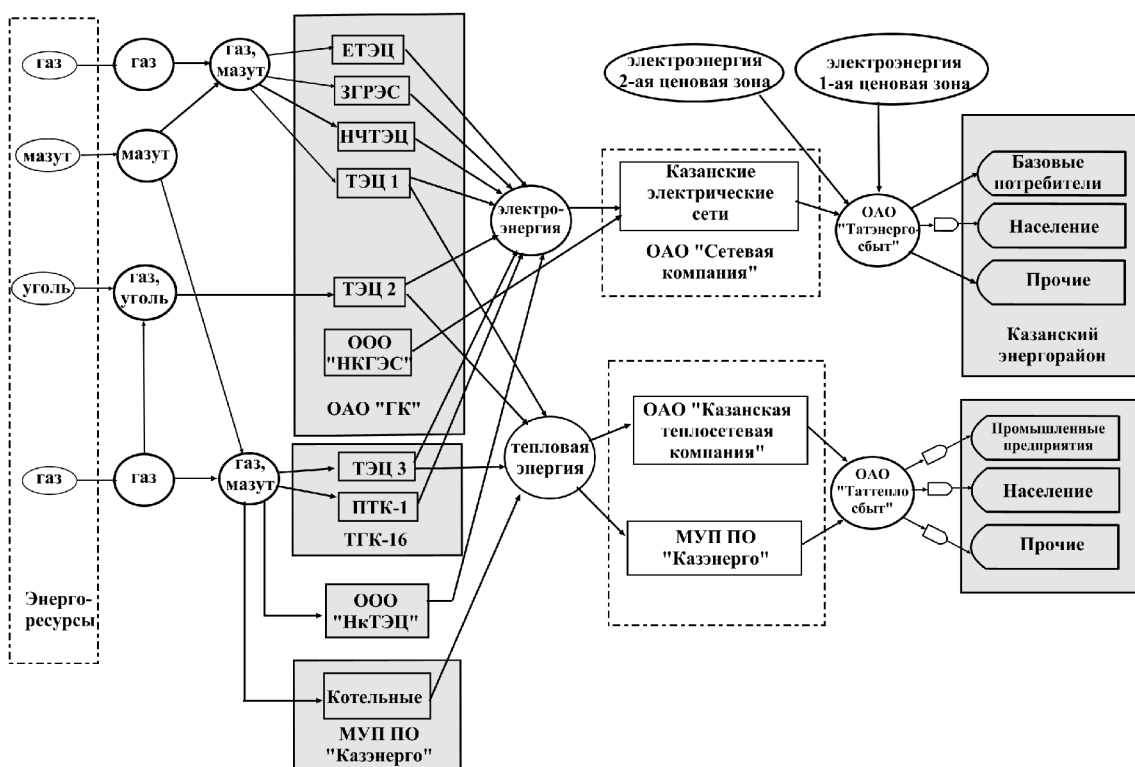 газ
газ
газ,
мазут
мазут
мазут
уголь
газ,
уголь
газ
газ
газ,
мазут
Энерго-
ресурсы
ЕТЭЦ
ЗГРЭС
НЧТЭЦ
ТЭЦ 1
ТЭЦ 2
ООО
"НКГЭС"
ОАО "ГК"
ТЭЦ 3
ПТК-1
ТГК-16
ООО
"НкТЭЦ"
Котельные
МУП ПО
"Казэнерго"
электро-
энергия
тепловая
энергия
электроэнергия
2-ая ценовая зона
электроэнергия
1-ая ценовая зона
Казанские
электрические
сети
ОАО "Сетевая
компания"
ОАО "Казанская
теплосетевая
компания"
МУП ПО
"Казэнерго"
ОАО
"Татэнерго-
сбыт"
ОАО
"Таттепло
сбыт"
Базовые
потребители
Население
Прочие
Казанский
энергорайон
Промышленные
предприятия
Население
Прочие